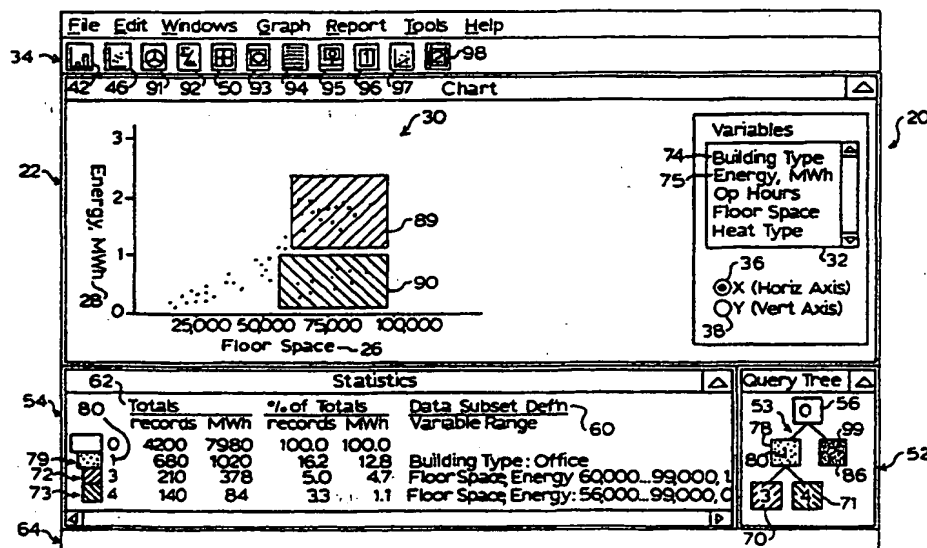 File Edit Windows Graph Report Tools Help
34
98
42 46 91 92 50 93 94 95 96 97 Chart
30
20
22
Variables
74 Building Type
75 Energy, MWh
Op Hours
Floor Space
Heat Type
32
36
X (Horiz Axis)
Y (Vert Axis)
38
Energy, MWh
28
3
2
1
0
89
90
25,000 50,000 75,000 100,000
Floor Space 26
62 Statistics
Query Tree
54
80
Totals % of Totals Data Subset Def'n
records MWh records MWh Variable Range
60
0 4200 7980 100.0 100.0
79 1 680 1020 16.2 12.8 Building Type: Office
72 3 210 378 5.0 4.7 Floor Space, Energy 60,000...99,000, 1.
73 4 140 84 3.3 1.1 Floor Space, Energy: 56,000...99,000, 0
64
53 0 56
78 99
80 86
52
3 4 71
70